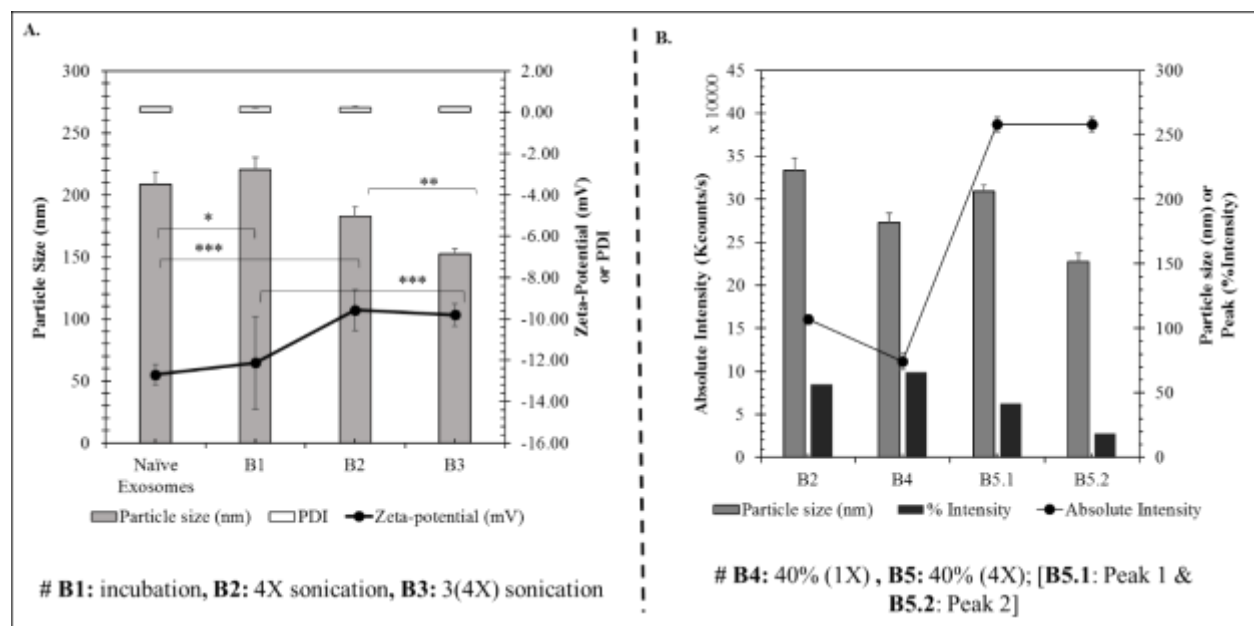 A.
300
250
200
150
100
50
0
Particle Size (nm)
2.00
0.00
-2.00
-4.00
-6.00
-8.00
-10.00
-12.00
-14.00
-16.00
Zeta-Potential (mV)
or PDI
*
***
**
***
Naïve
Exosomes
B1
B2
B3
Particle size (nm)
PDI
Zeta-potential (mV)
# B1: incubation, B2: 4X sonication, B3: 3(4X) sonication
B.
45
40
35
30
25
20
15
10
5
0
x 10000
Absolute Intensity (Kcounts/s)
300
250
200
150
100
50
0
Particle size (nm) or
Peak (%Intensity)
B2
B4
B5.1
B5.2
Particle size (nm)
% Intensity
Absolute Intensity
# B4: 40% (1X) , B5: 40% (4X); [B5.1: Peak 1 &
B5.2: Peak 2]